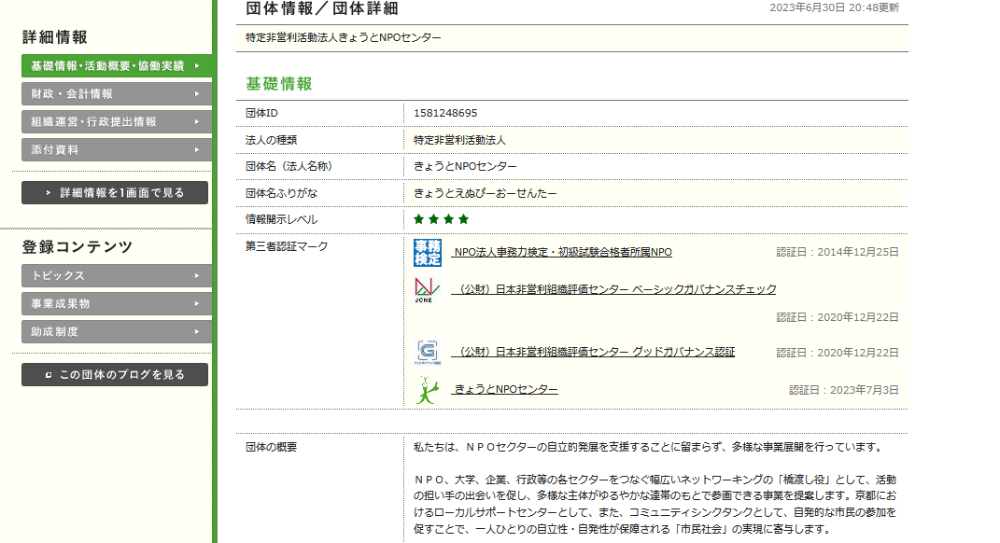 詳細情報
基礎情報・活動概要・協働実績
財政・会計情報
組織運営・行政提出情報
添付資料
詳細情報を1画面で見る
登録コンテンツ
トピックス
事業成果物
助成制度
この団体のブログを見る
団体情報／団体詳細
2023年6月30日 20:48更新
特定非営利活動法人きょうとNPOセンター
基礎情報
団体ID 1581248695
法人の種類 特定非営利活動法人
団体名（法人名称） きょうとNPOセンター
団体名ふりがな きょうとえぬぴーおーせんたー
情報開示レベル ★★★★
第三者認証マーク
事務
検定
NPO法人事務力検定・初級試験合格者所属NPO 認証日：2014年12月25日
JCNE
（公財）日本非営利組織評価センター ベーシックガバナンスチェック
認証日：2020年12月22日
（公財）日本非営利組織評価センター グッドガバナンス認証 認証日：2020年12月22日
きょうとNPOセンター 認証日：2023年7月3日
団体の概要
私たちは、ＮＰＯセクターの自立的発展を支援することに留まらず、多様な事業展開を行っています。
ＮＰＯ、大学、企業、行政等の各セクターをつなぐ幅広いネットワーキングの「橋渡し役」として、活動
の担い手の出会いを促し、多様な主体がゆるやかな連帯のもとで参画できる事業を提案します。京都にお
けるローカルサポートセンターとして、また、コミュニティシンクタンクとして、自発的な市民の参加を
促すことで、一人ひとりの自立性・自発性が保障される「市民社会」の実現に寄与します。